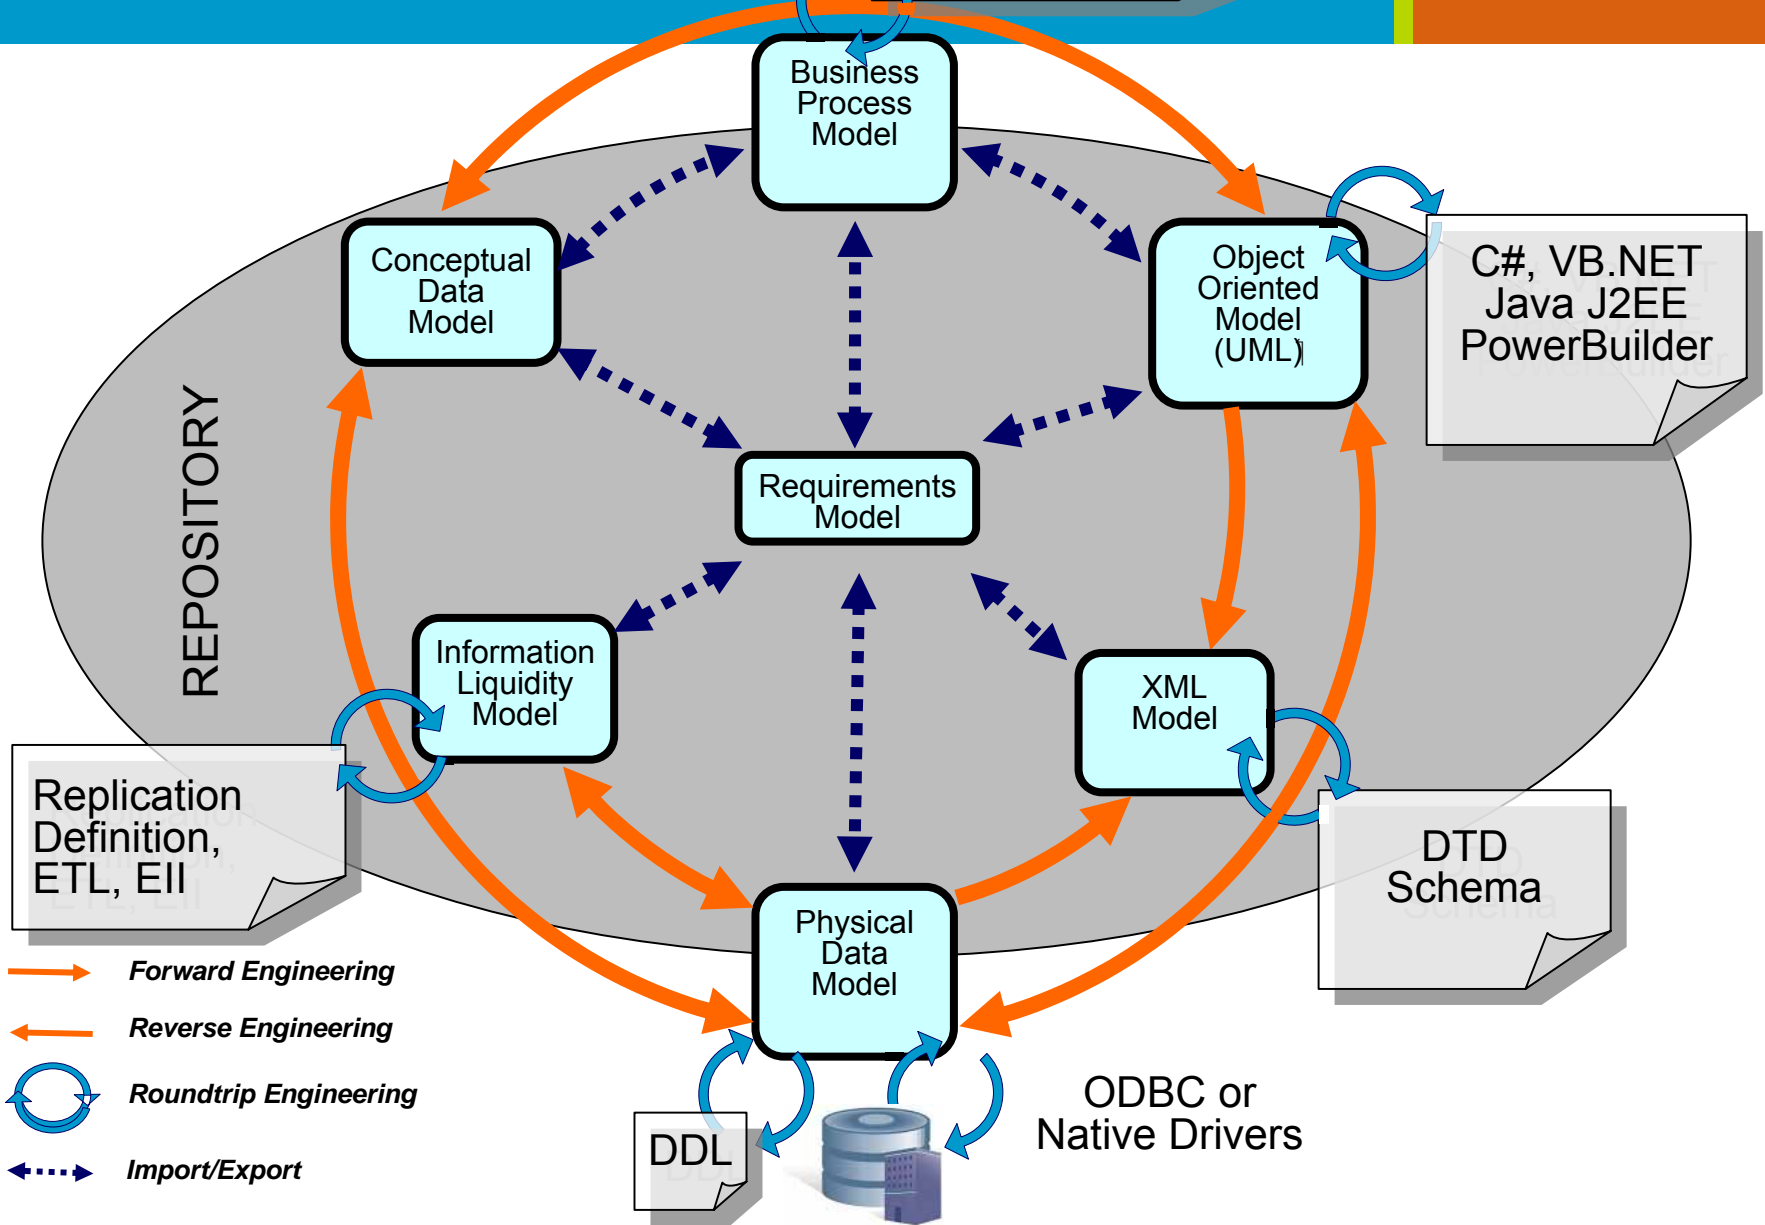 Business
Process
Model
Conceptual
Data
Model
Object
Oriented
Model
(UML)
C#, VB.NET
Java J2EE
PowerBuilder
REPOSITORY
Requirements
Model
Information
Liquidity
Model
XML
Model
Replication
Definition,
ETL, EII
DTD
Schema
Physical
Data
Model
Forward Engineering
Reverse Engineering
Roundtrip Engineering
Import/Export
DDL
ODBC or
Native Drivers